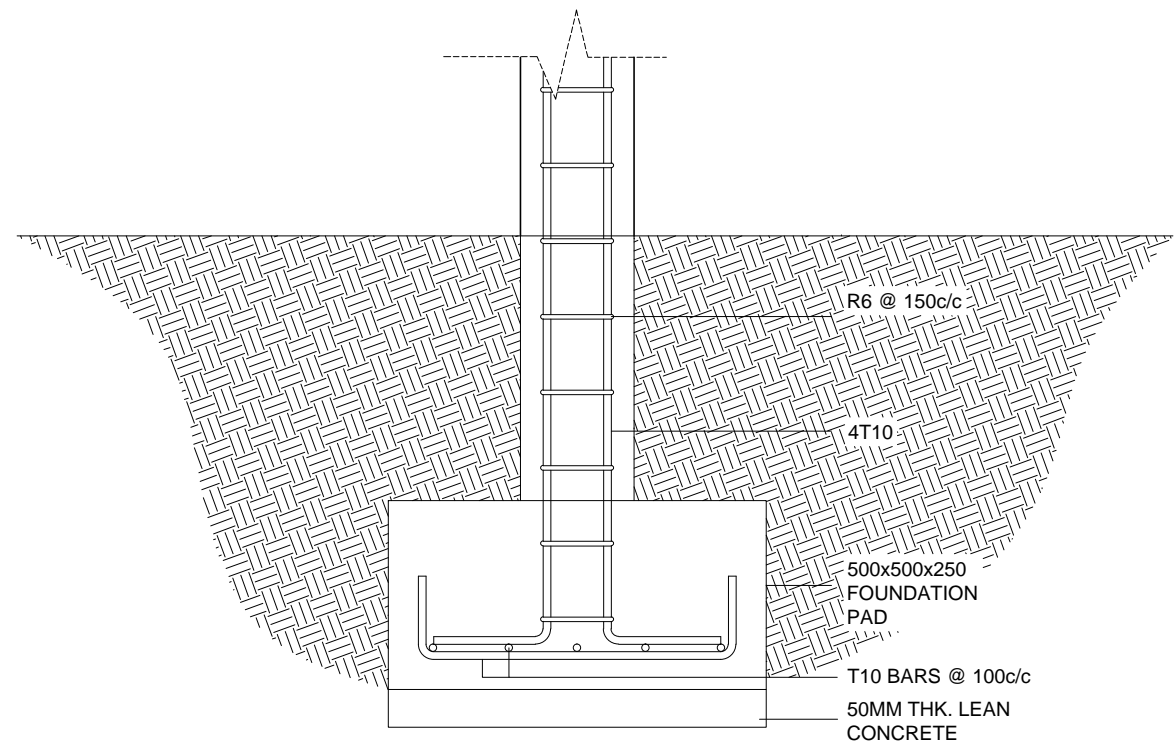 R6 @ 150c/c
4T10
500x500x250
FOUNDATION
PAD
T10 BARS @ 100c/c
50MM THK. LEAN
CONCRETE